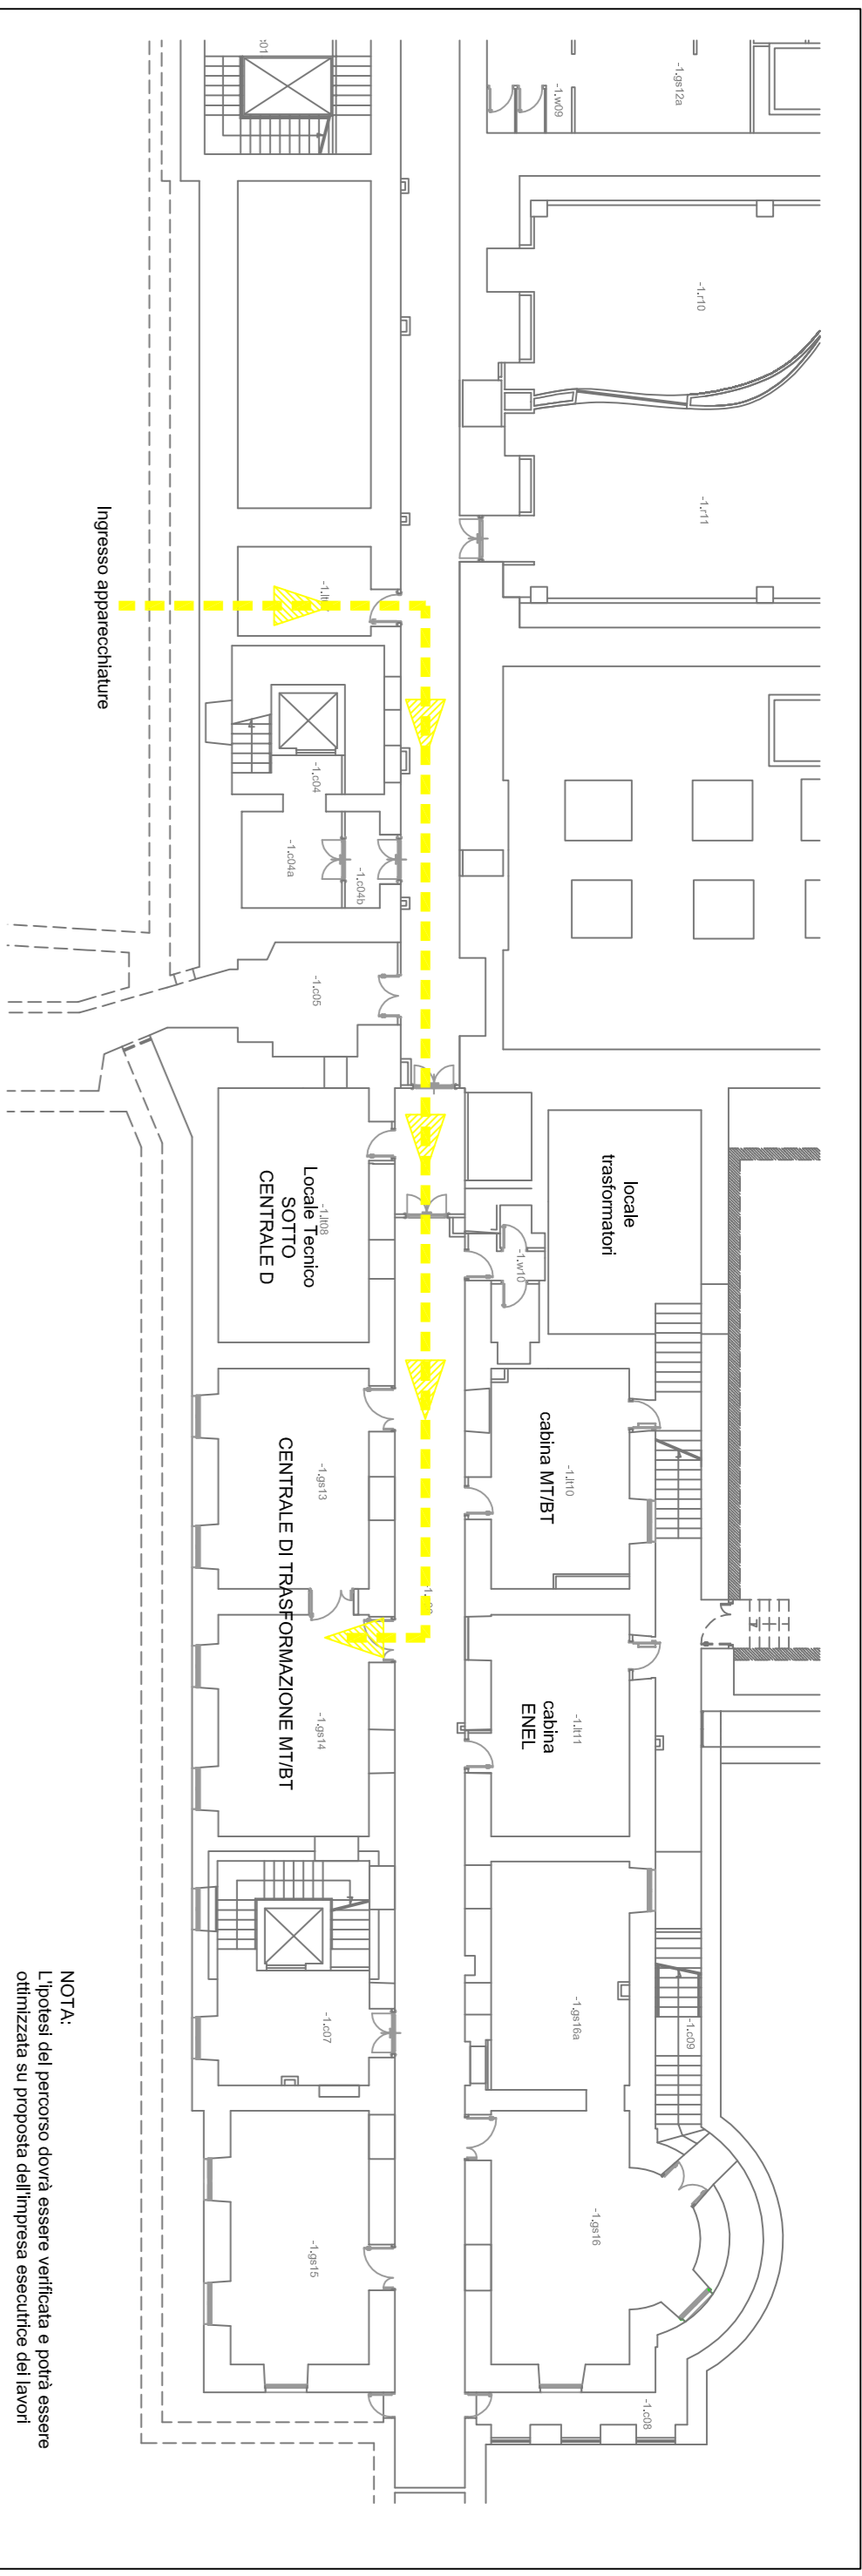 :01
-1.w09
-1.gs12a
-1.r10
-1.r11
Ingresso apparecchiature
-1.c04
-1.c04a
-1.c04b
-1.c05
locale
trasformatori
-1.w10
-1.lt08
Locale Tecnico
SOTTO
CENTRALE D
-1.lt10
cabina MT/BT
-1.gs13
CENTRALE DI TRASFORMAZIONE MT/BT
-1.gs14
-1.lt11
cabina
ENEL
-1.c07
-1.gs16a
-1.c09
-1.gs16
-1.gs15
-1.c08
NOTA:
L'ipotesi del percorso dovrà essere verificata e potrà essere
ottimizzata su proposta dell'impresa esecutrice dei lavori